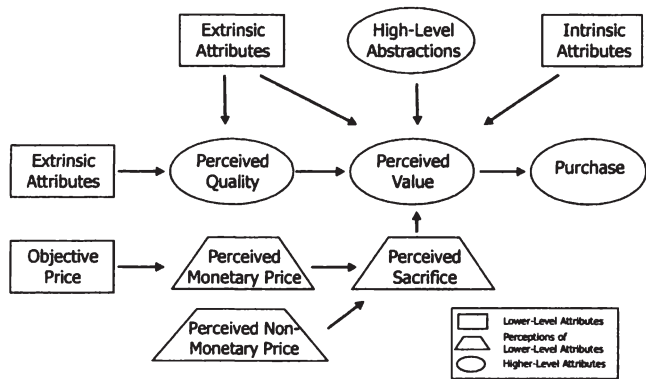 Extrinsic
Attributes
High-Level
Abstractions
Intrinsic
Attributes
Extrinsic
Attributes
Perceived
Quality
Perceived
Value
Purchase
Objective
Price
Perceived
Monetary Price
Perceived
Sacrifice
Perceived Non-
Monetary Price
Lower-Level Attributes
Perceptions of
Lower-Level Attributes
Higher-Level Attributes